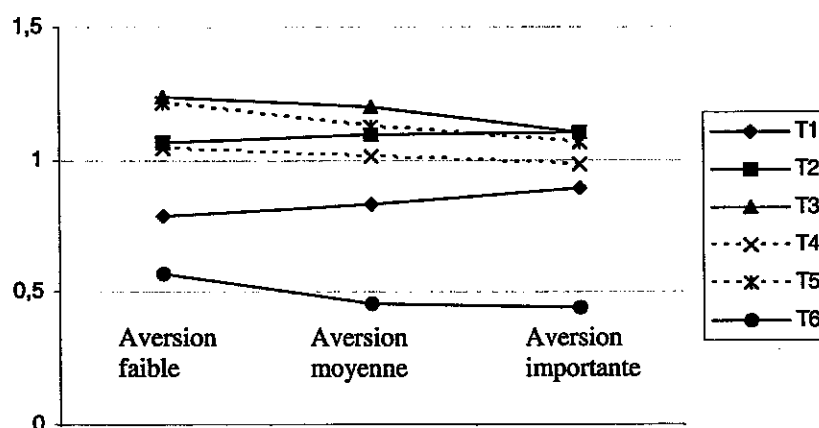 1,5
1
0,5
0
Aversion
faible
Aversion
moyenne
Aversion
importante
T1
T2
T3
T4
T5
T6